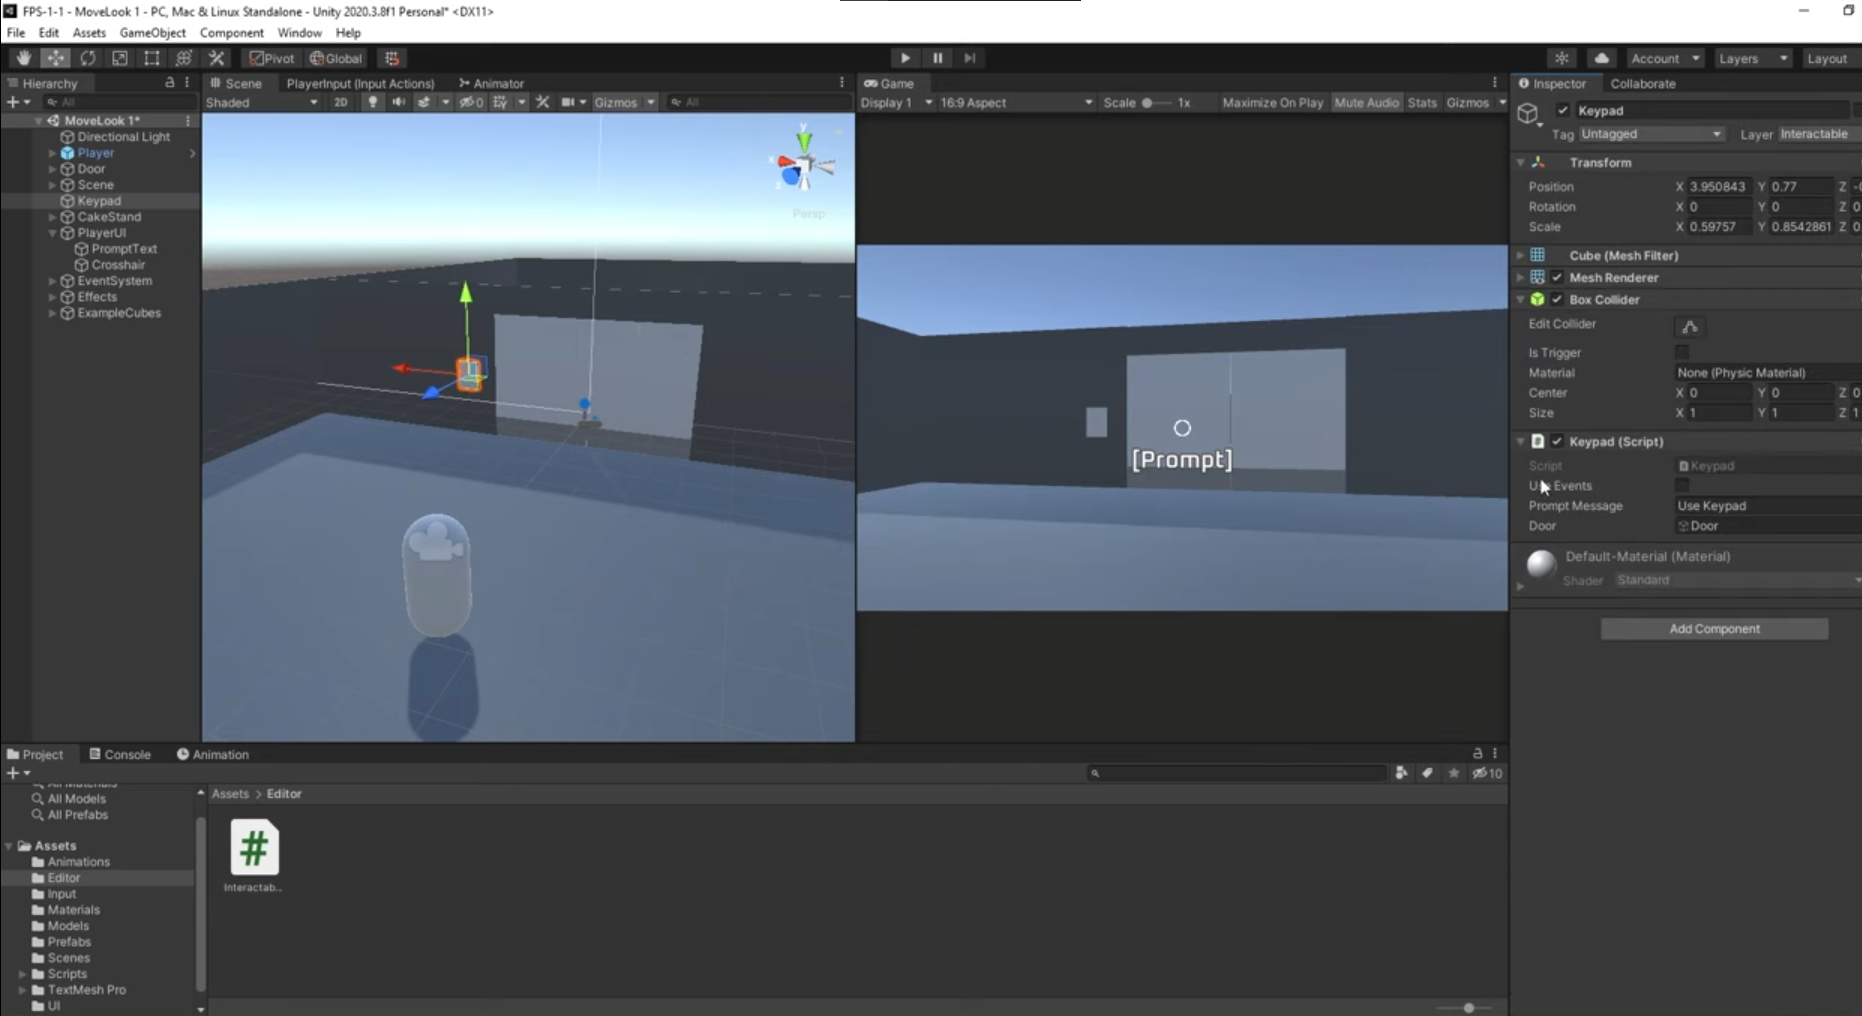 FPS-1-1 - MoveLook 1 - PC, Mac & Linux Standalone - Unity 2020.3.8f1 Personal* <DX11>
File Edit Assets GameObject Component Window Help
Pivot Global Account Layers Layout
Hierarchy
All
MoveLook 1*
Directional Light
Player
Door
Scene
Keypad
CakeStand
PlayerUI
PromptText
Crosshair
EventSystem
Effects
ExampleCubes
Scene PlayerInput (Input Actions) Animator
Shaded 2D 0 Gizmos All
y
x
z
Persp
Game
Display 1 16:9 Aspect Scale 1x Maximize On Play Mute Audio Stats Gizmos
[Prompt]
Inspector Collaborate
Keypad
Tag Untagged Layer Interactable
Transform
Position X 3.950843 Y 0.77 Z
Rotation X 0 Y 0 Z 0
Scale X 0.59757 Y 0.8542861 Z 0
Cube (Mesh Filter)
Mesh Renderer
Box Collider
Edit Collider
Is Trigger
Material None (Physic Material)
Center X 0 Y 0 Z 0
Size X 1 Y 1 Z 1
Keypad (Script)
Script Keypad
Use Events
Prompt Message Use Keypad
Door Door
Default-Material (Material)
Shader Standard
Add Component
Project Console Animation
10
All Materials
All Models
All Prefabs
Assets
Animations
Editor
Input
Materials
Models
Prefabs
Scenes
Scripts
TextMesh Pro
UI
Assets > Editor
#
Interactab...